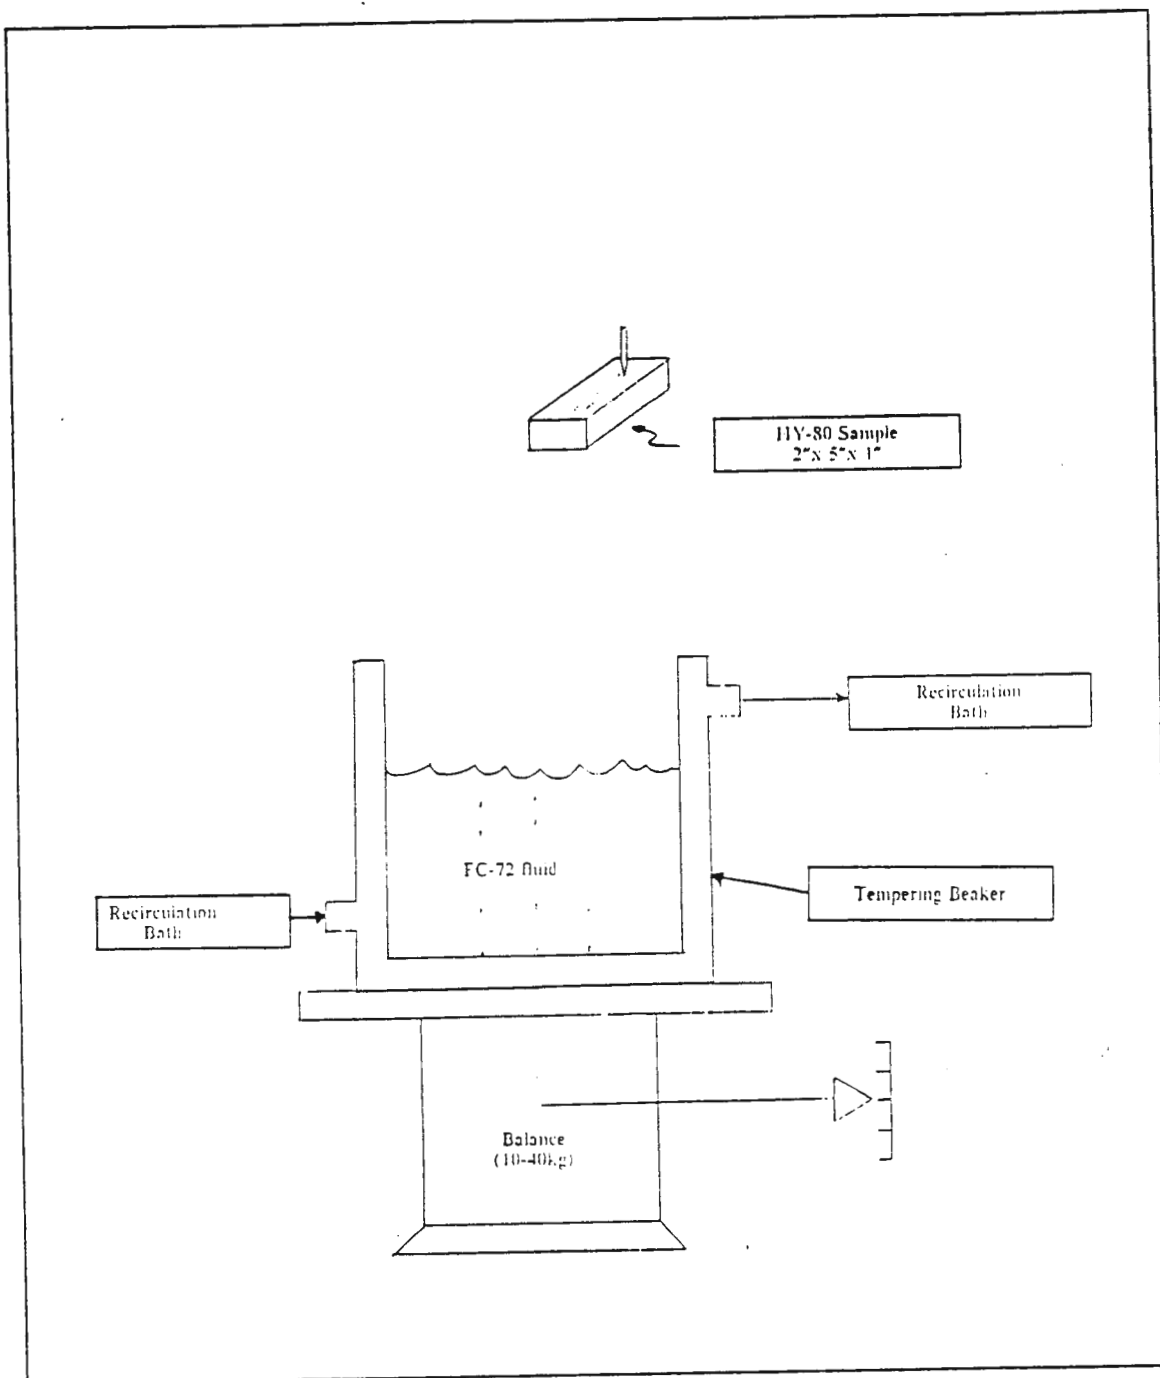 HY-80 Sample
2"x 5"x 1"
Recirculation
Bath
FC-72 fluid
Tempering Beaker
Recirculation
Bath
Balance
(10-40kg)